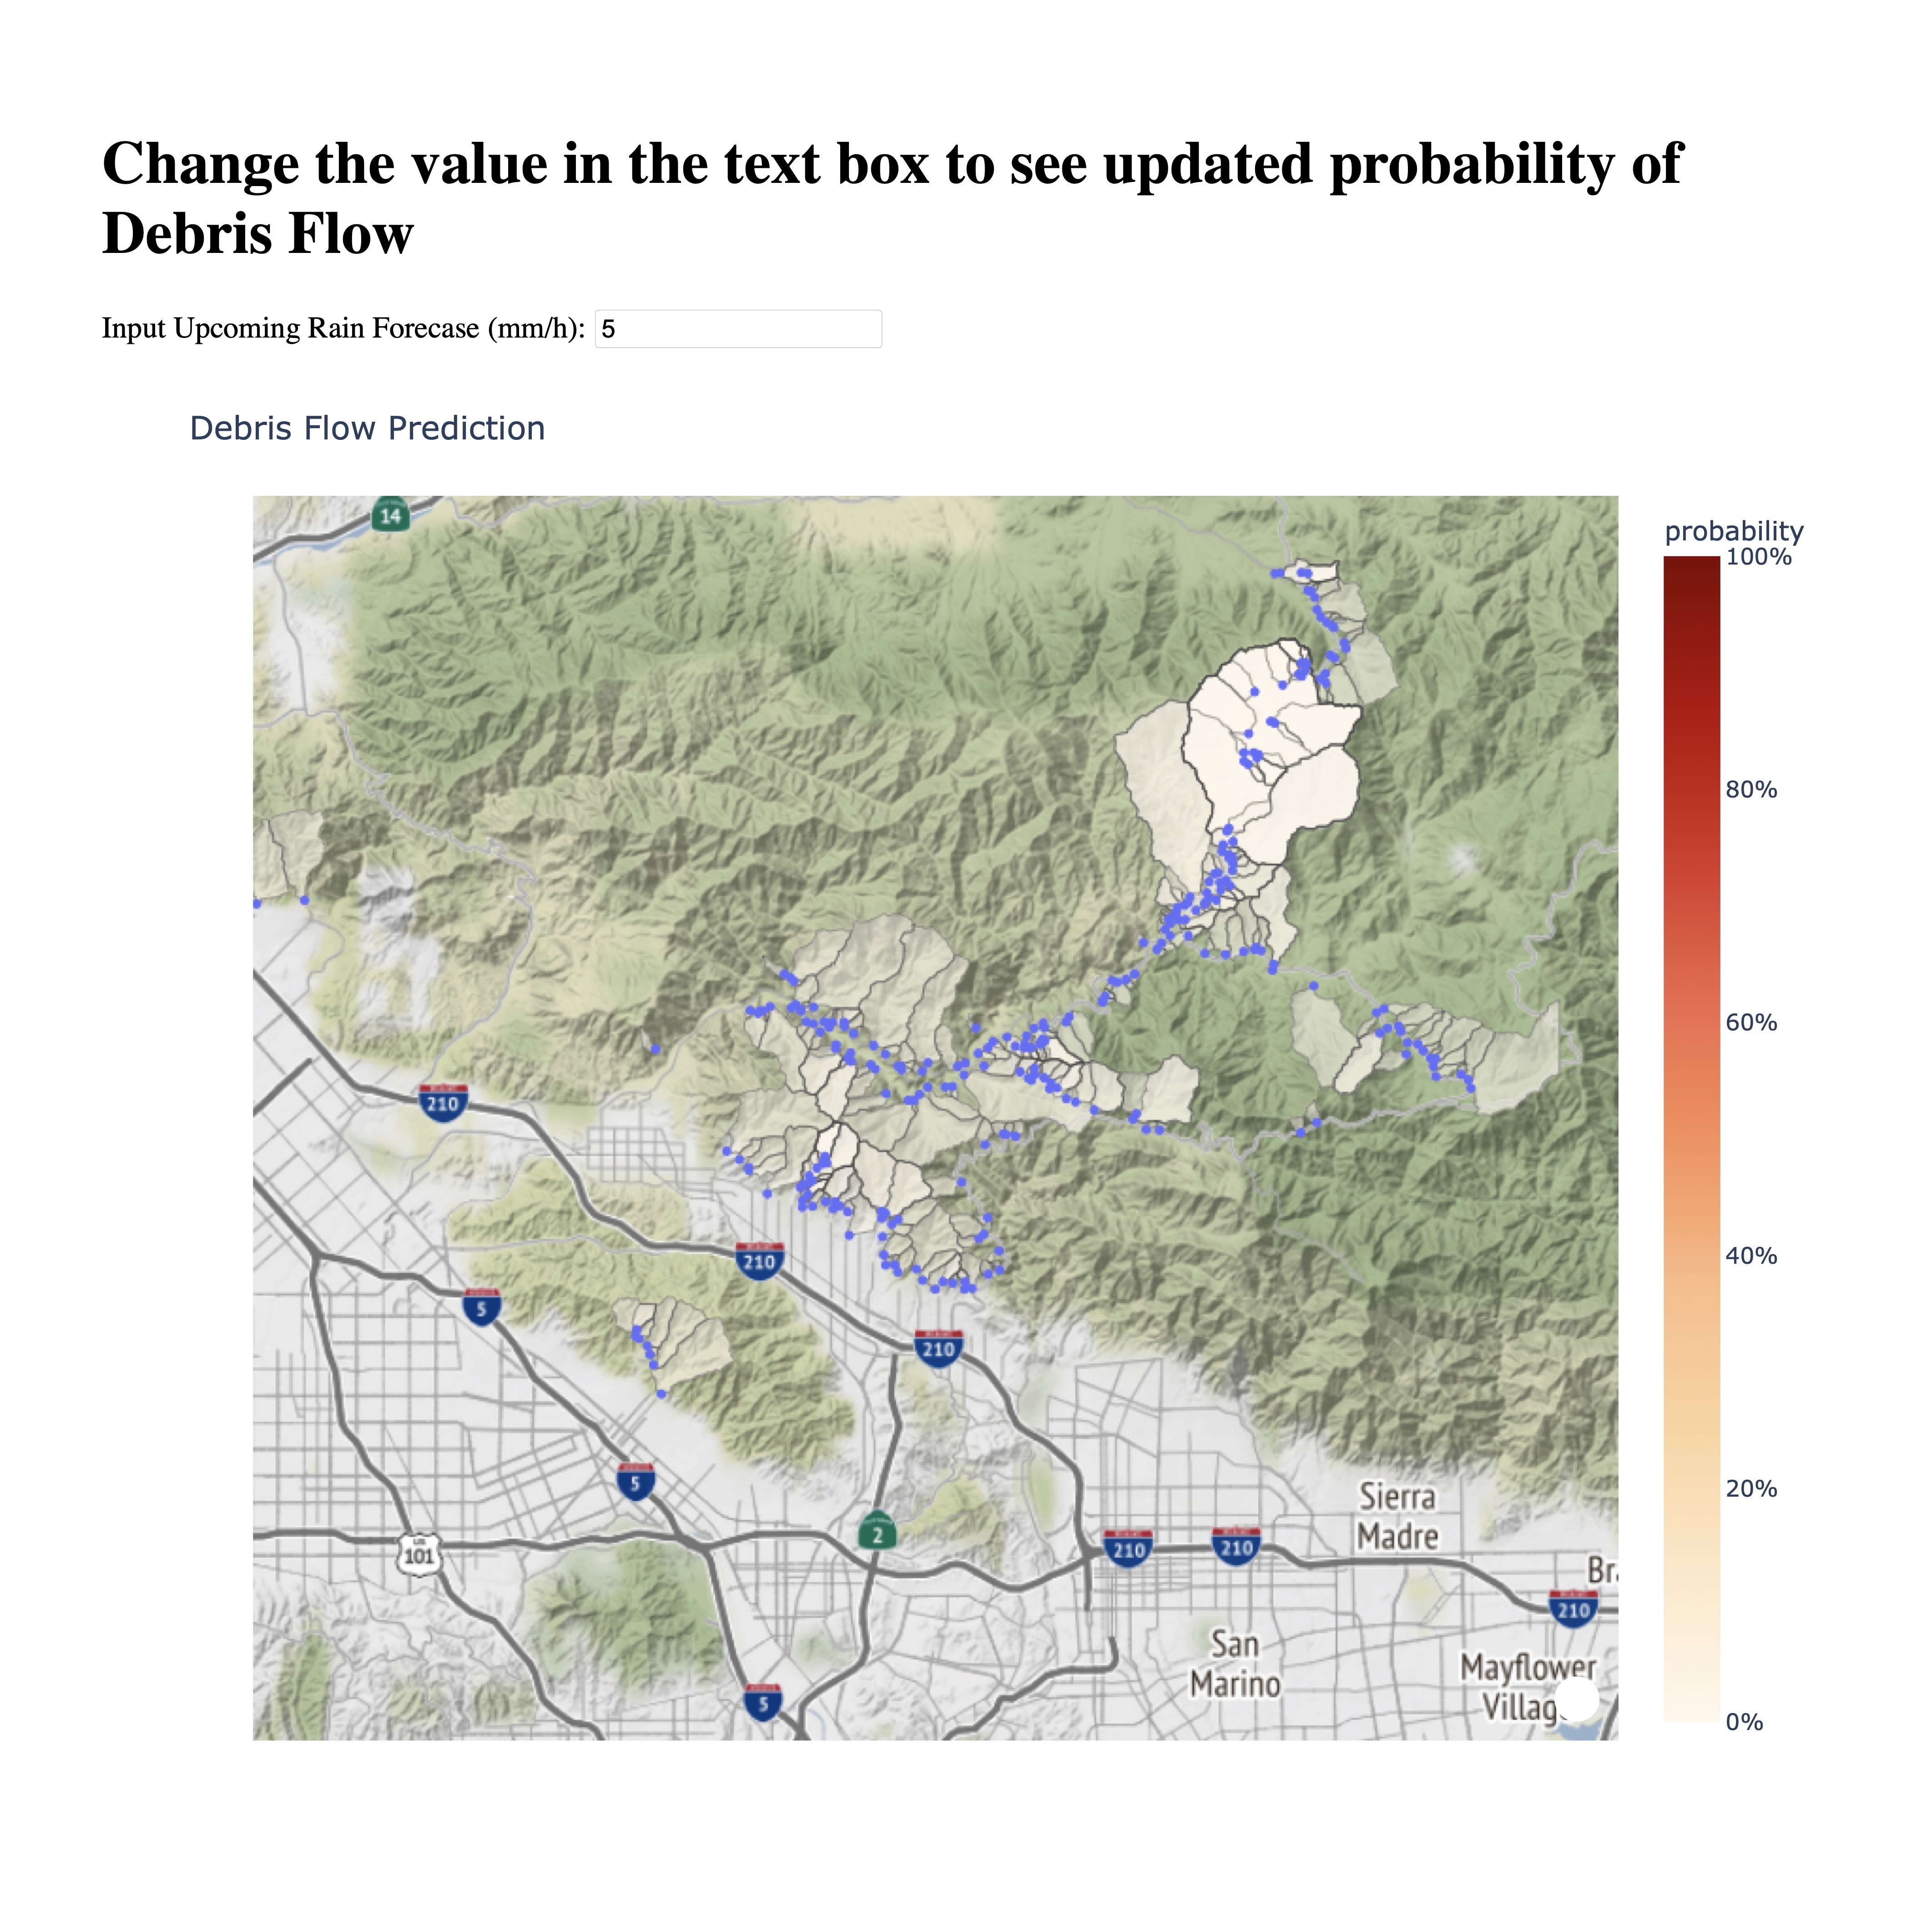 Change the value in the text box to see updated probability of
Debris Flow
Input Upcoming Rain Forecase (mm/h): 5
Debris Flow Prediction
probability
100%
80%
60%
40%
20%
0%
14
210
210
5
210
5
2
101
210
210
Sierra
Madre
210
San
Marino
Mayflower
5